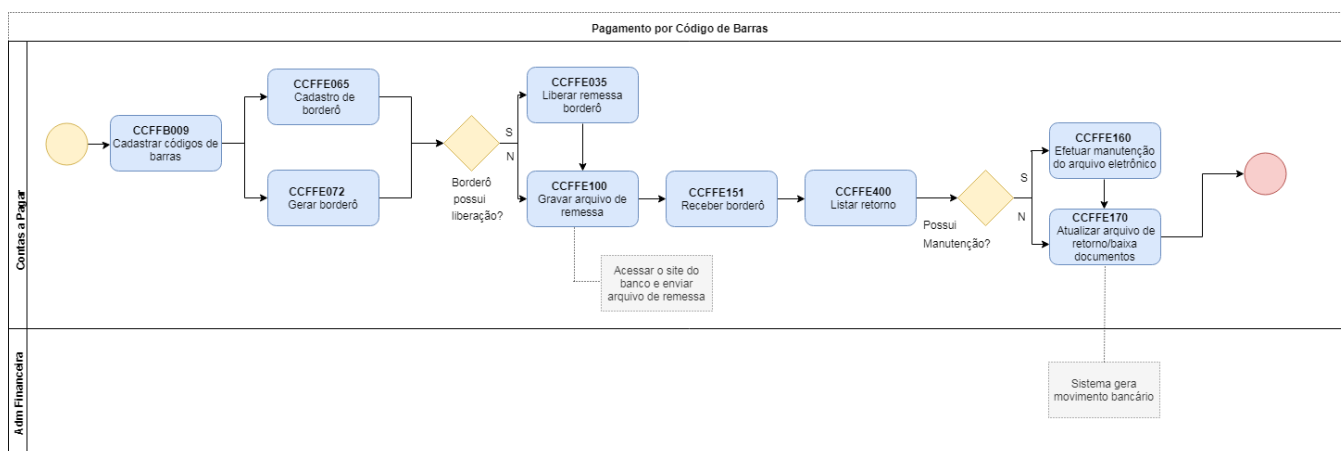 Pagamento por Código de Barras
Contas a Pagar
CCFFB009
Cadastrar códigos de
barras
CCFFE065
Cadastro de
borderô
CCFFE072
Gerar borderô
Borderô
possui
liberação?
S
N
CCFFE035
Liberar remessa
borderô
CCFFE100
Gravar arquivo de
remessa
Acessar o site do
banco e enviar
arquivo de remessa
CCFFE151
Receber borderô
CCFFE400
Listar retorno
Possui
Manutenção?
S
N
CCFFE160
Efetuar manutenção
do arquivo eletrônico
CCFFE170
Atualizar arquivo de
retorno/baixa
documentos
Adm Financeira
Sistema gera
movimento bancário